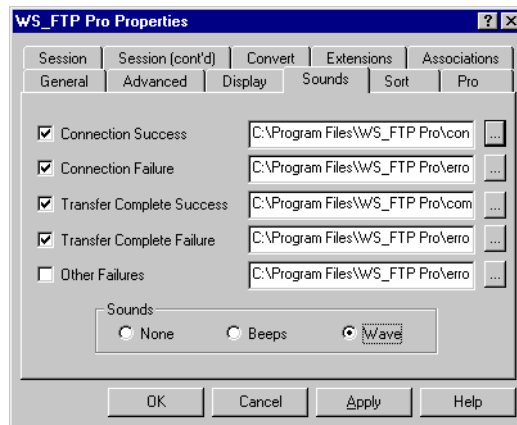 WS_FTP Pro Properties
Session Session (cont'd) Convert Extensions Associations
General Advanced Display Sounds Sort Pro
Connection Success C:\Program Files\WS_FTP Pro\con ...
Connection Failure C:\Program Files\WS_FTP Pro\erro ...
Transfer Complete Success C:\Program Files\WS_FTP Pro\com ...
Transfer Complete Failure C:\Program Files\WS_FTP Pro\erro ...
Other Failures C:\Program Files\WS_FTP Pro\erro ...
Sounds
None Beeps Wave
OK Cancel Apply Help